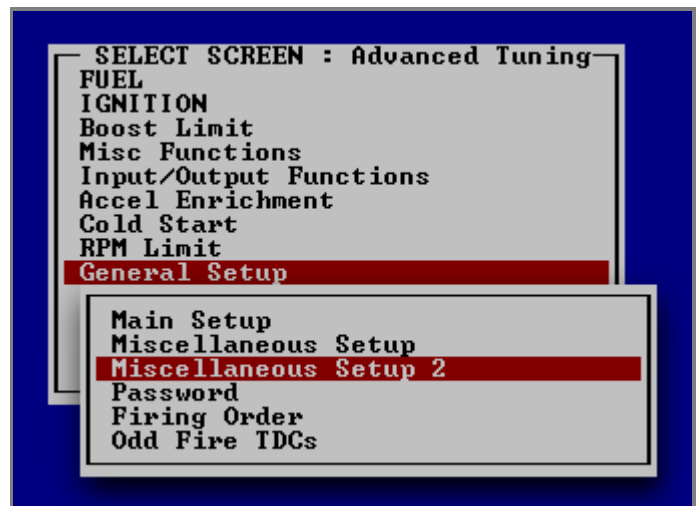 SELECT SCREEN : Advanced Tuning
FUEL
IGNITION
Boost Limit
Misc Functions
Input/Output Functions
Accel Enrichment
Cold Start
RPM Limit
General Setup
Main Setup
Miscellaneous Setup
Miscellaneous Setup 2
Password
Firing Order
Odd Fire TDCs